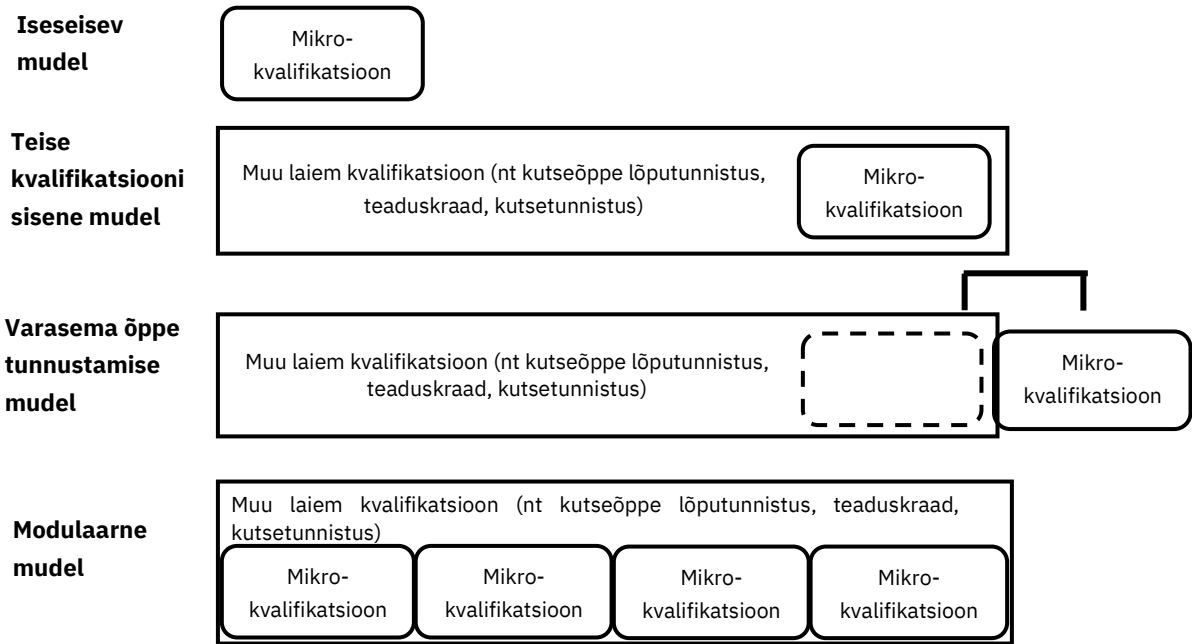 Iseseisev
mudel
Mikro-
kvalifikatsioon
Teise
kvalifikatsiooni
sisene mudel
Muu laiem kvalifikatsioon (nt kutseõppe lõputunnistus,
teaduskraad, kutsetunnistus)
Mikro-
kvalifikatsioon
Varasema õppe
tunnustamise
mudel
Muu laiem kvalifikatsioon (nt kutseõppe lõputunnistus,
teaduskraad, kutsetunnistus)
Mikro-
kvalifikatsioon
Modulaarne
mudel
Muu laiem kvalifikatsioon (nt kutseõppe lõputunnistus, teaduskraad,
kutsetunnistus)
Mikro-
kvalifikatsioon
Mikro-
kvalifikatsioon
Mikro-
kvalifikatsioon
Mikro-
kvalifikatsioon